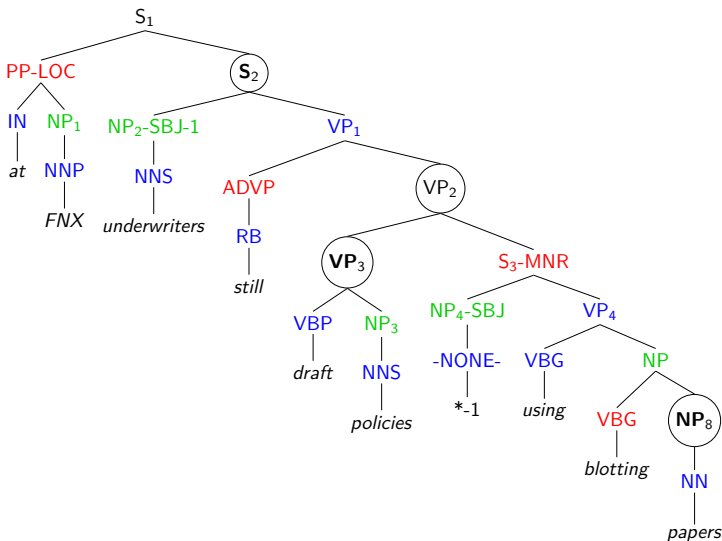 S1
PP-LOC S2
IN NP1 NP2-SBJ-1 VP1
at NNP NNS ADVP VP2
FNX underwriters RB
still VP3 S3-MNR
VBP NP3 NP4-SBJ VP4
draft NNS -NONE- VBG NP
policies *-1 using VBG NP8
blotting NN
papers